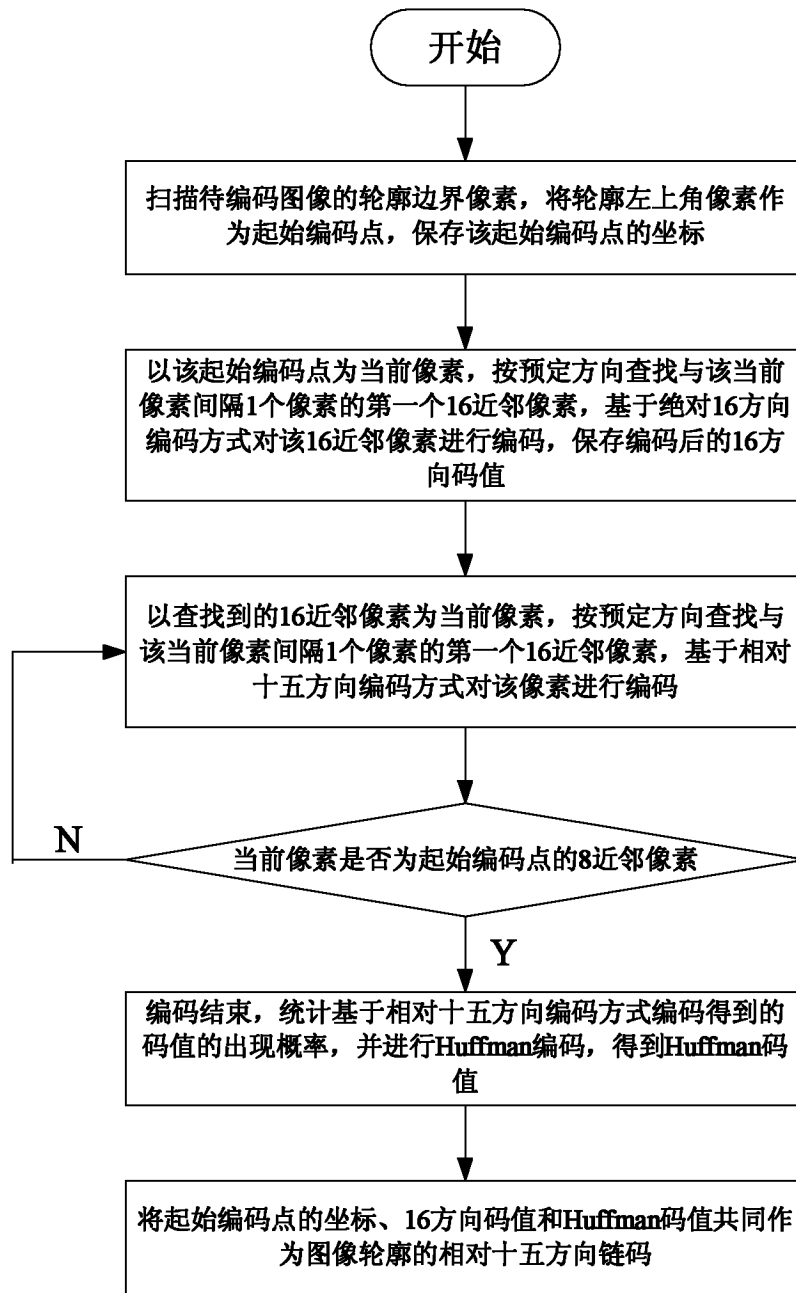 开始
扫描待编码图像的轮廓边界像素，将轮廓左上角像素作
为起始编码点，保存该起始编码点的坐标
以该起始编码点为当前像素，按预定方向查找与该当前
像素间隔1个像素的第一个16近邻像素，基于绝对16方向
编码方式对该16近邻像素进行编码，保存编码后的16方
向码值
以查找到的16近邻像素为当前像素，按预定方向查找与
该当前像素间隔1个像素的第一个16近邻像素，基于相对
十五方向编码方式对该像素进行编码
N
当前像素是否为起始编码点的8近邻像素
Y
编码结束，统计基于相对十五方向编码方式编码得到的
码值的出现概率，并进行Huffman编码，得到Huffman码
值
将起始编码点的坐标、16方向码值和Huffman码值共同作
为图像轮廓的相对十五方向链码